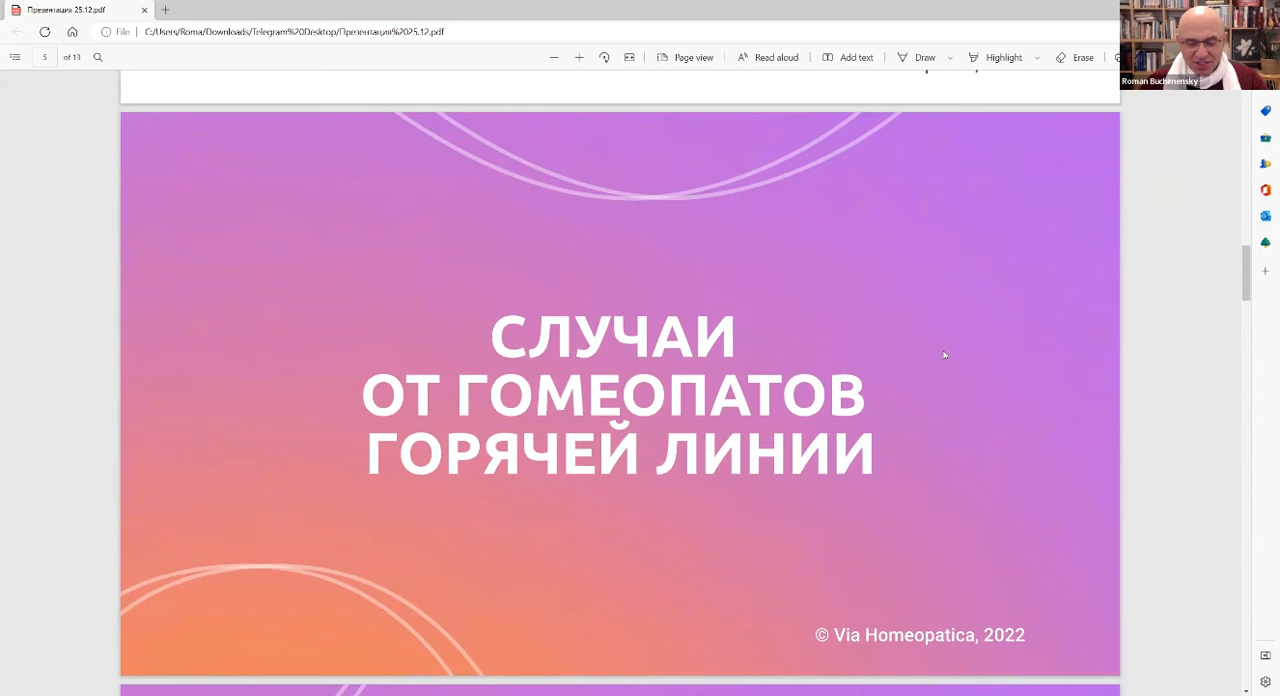 Презентация 25.12.pdf
File C:/Users/Roma/Downloads/Telegram%20Desktop/Презентация%2025.12.pdf
5 of 13 Page view Read aloud Add text Draw Highlight Erase
Roman Buchimensky
СЛУЧАИ
ОТ ГОМЕОПАТОВ
ГОРЯЧЕЙ ЛИНИИ
© Via Homeopatica, 2022